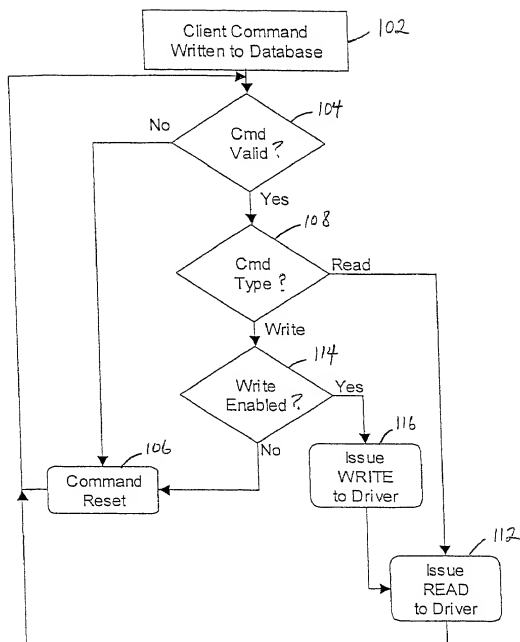 Client Command
Written to Database
102
104
No
Cmd
Valid ?
Yes
108
Cmd
Type ?
Read
Write
114
Write
Enabled ?
Yes
No
116
106
Command
Reset
Issue
WRITE
to Driver
112
Issue
READ
to Driver